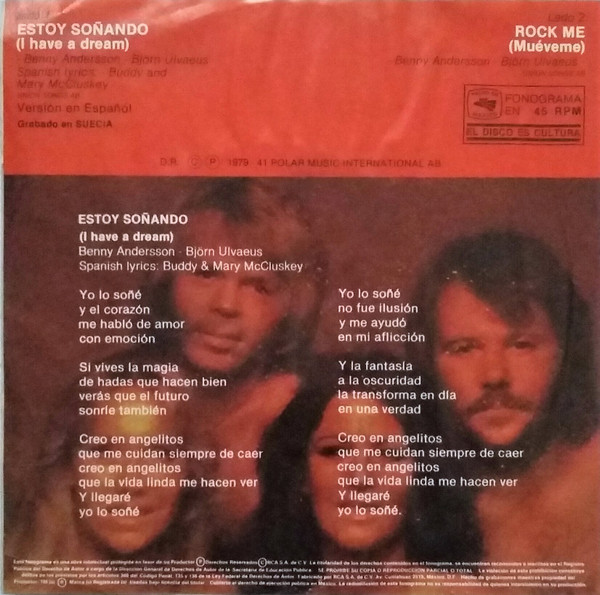 ESTOY SOÑANDO
(I have a dream)
Benny Andersson - Björn Ulvaeus
Spanish lyrics: Buddy and
Mary McCluskey
Versión en Español
Grabado en SUECIA
Lado 2
ROCK ME
(Muéveme)
Benny Andersson - Björn Ulvaeus
FONOGRAMA
EN 45 RPM
EL DISCO ES CULTURA
D.R. Ⓟ 1979 41 POLAR MUSIC INTERNATIONAL AB
ESTOY SOÑANDO
(I have a dream)
Benny Andersson - Björn Ulvaeus
Spanish lyrics: Buddy & Mary McCluskey
Yo lo soñé
y el corazón
me habló de amor
con emoción
Si vives la magia
de hadas que hacen bien
verás que el futuro
sonríe también
Creo en angelitos
que me cuidan siempre de caer
creo en angelitos
que la vida linda me hacen ver
Y llegaré
yo lo soñé
Yo lo soñé
no fue ilusión
y me ayudó
en mi aflicción
Y la fantasía
a la oscuridad
la transforma en día
en una verdad
Creo en angelitos
que me cuidan siempre de caer
creo en angelitos
que la vida linda me hacen ver
Y llegaré
yo lo soñé.